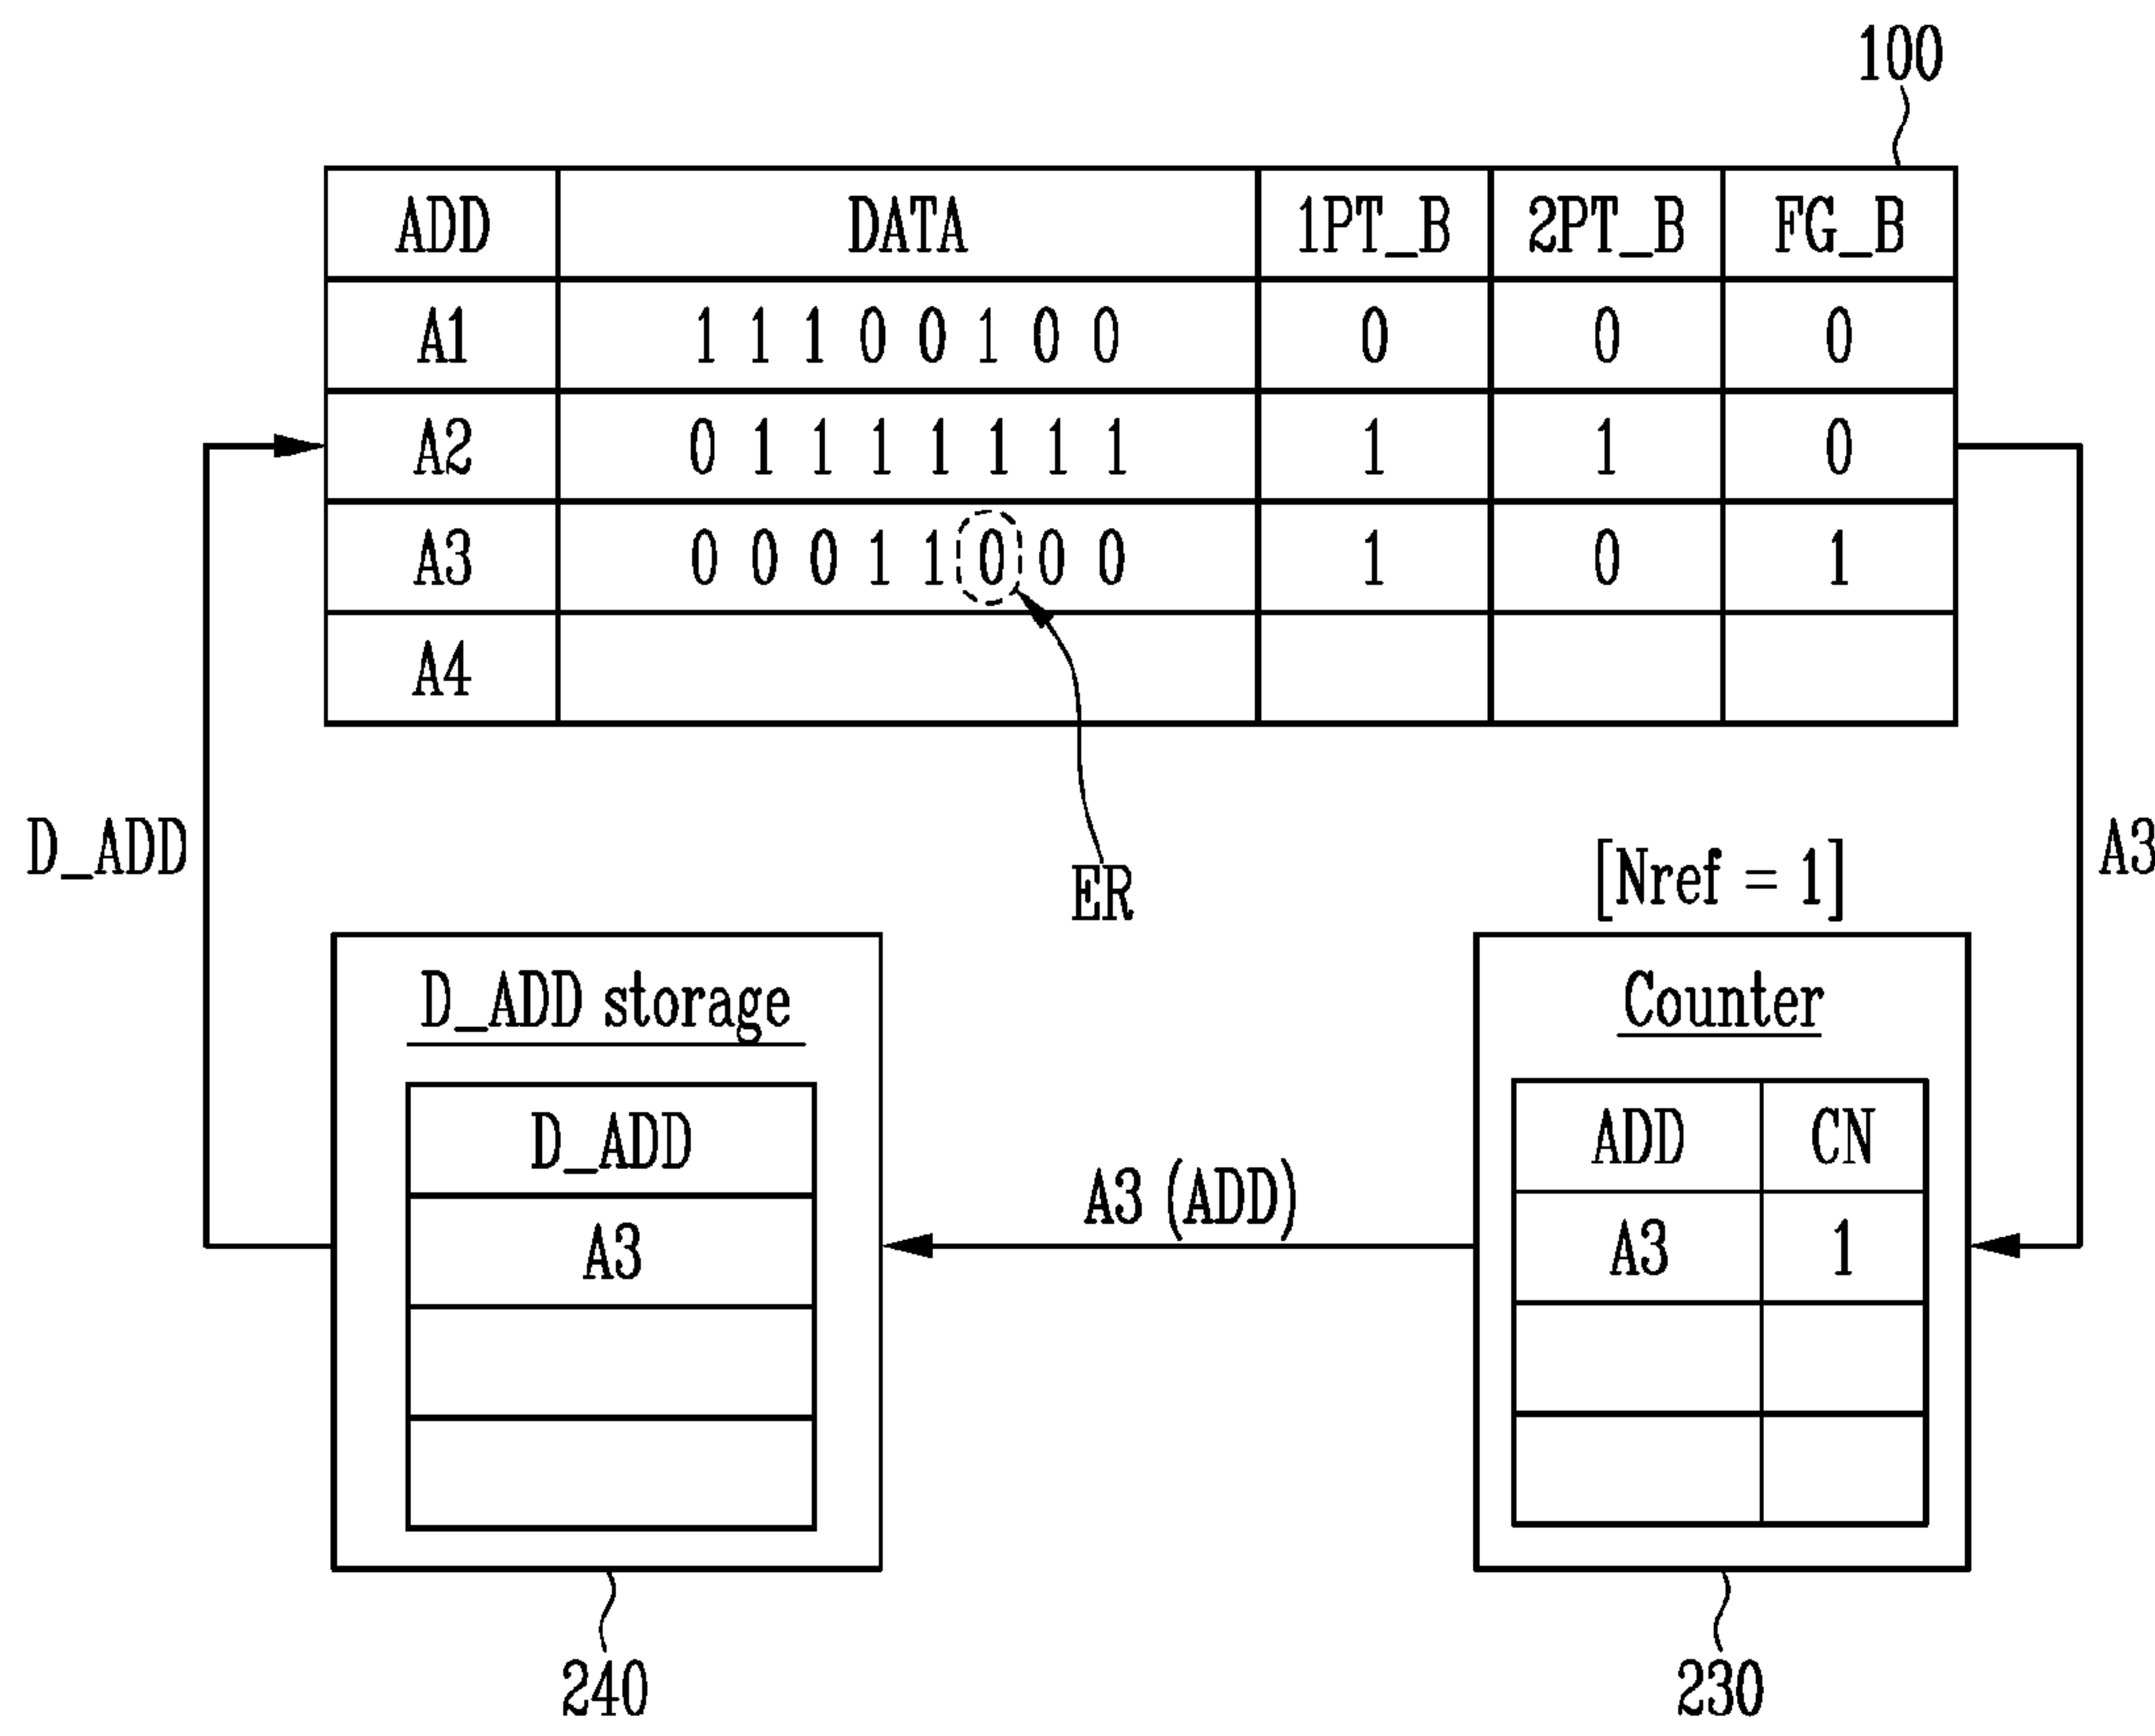 100
ADD DATA 1PT_B 2PT_B FG_B
A1 1 1 1 0 0 1 0 0 0 0 0
A2 0 1 1 1 1 1 1 1 1 1 0
A3 0 0 0 1 1 0 0 0 1 0 1
A4
D_ADD
ER
[Nref = 1]
A3
D_ADD storage
D_ADD
A3
A3 (ADD)
Counter
ADD CN
A3 1
240
230